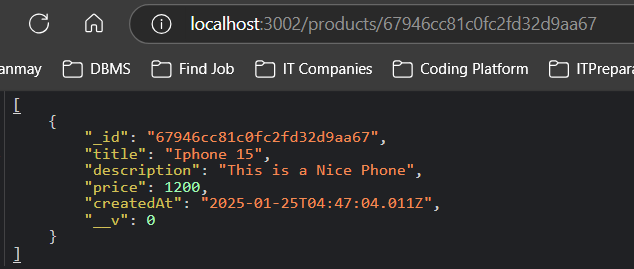 localhost:3002/products/67946cc81c0fc2fd32d9aa67
anmay DBMS Find Job IT Companies Coding Platform ITPrepara
[
{
"_id": "67946cc81c0fc2fd32d9aa67",
"title": "Iphone 15",
"description": "This is a Nice Phone",
"price": 1200,
"createdAt": "2025-01-25T04:47:04.011Z",
"__v": 0
}
]